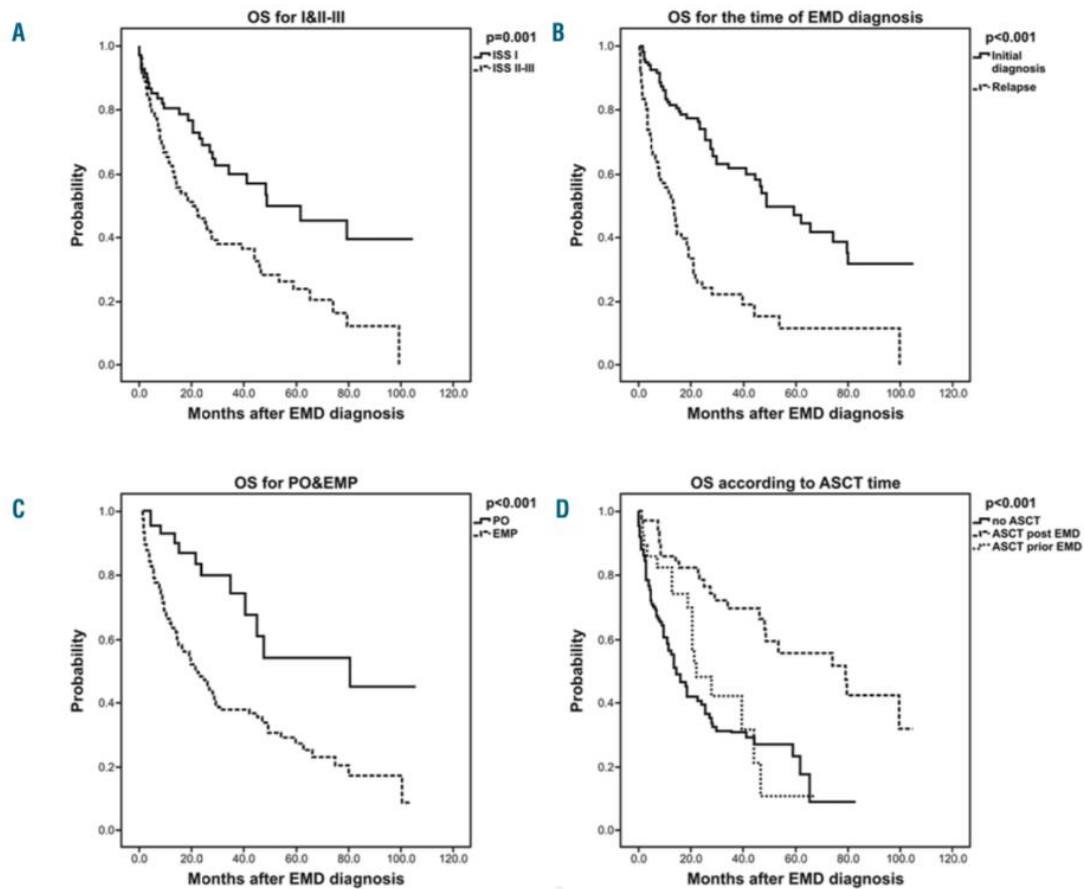 A
OS for I&II-III
p=0.001
ISS I
ISS II-III
Probability
1.0
0.8
0.6
0.4
0.2
0.0
0.0 20.0 40.0 60.0 80.0 100.0 120.0
Months after EMD diagnosis
B
OS for the time of EMD diagnosis
p<0.001
Initial
diagnosis
Relapse
Probability
1.0
0.8
0.6
0.4
0.2
0.0
0.0 20.0 40.0 60.0 80.0 100.0 120.0
Months after EMD diagnosis
C
OS for PO&EMP
p<0.001
PO
EMP
Probability
1.0
0.8
0.6
0.4
0.2
0.0
0.0 20.0 40.0 60.0 80.0 100.0 120.0
Months after EMD diagnosis
D
OS according to ASCT time
p<0.001
no ASCT
ASCT post EMD
ASCT prior EMD
Probability
1.0
0.8
0.6
0.4
0.2
0.0
0.0 20.0 40.0 60.0 80.0 100.0 120.0
Months after EMD diagnosis